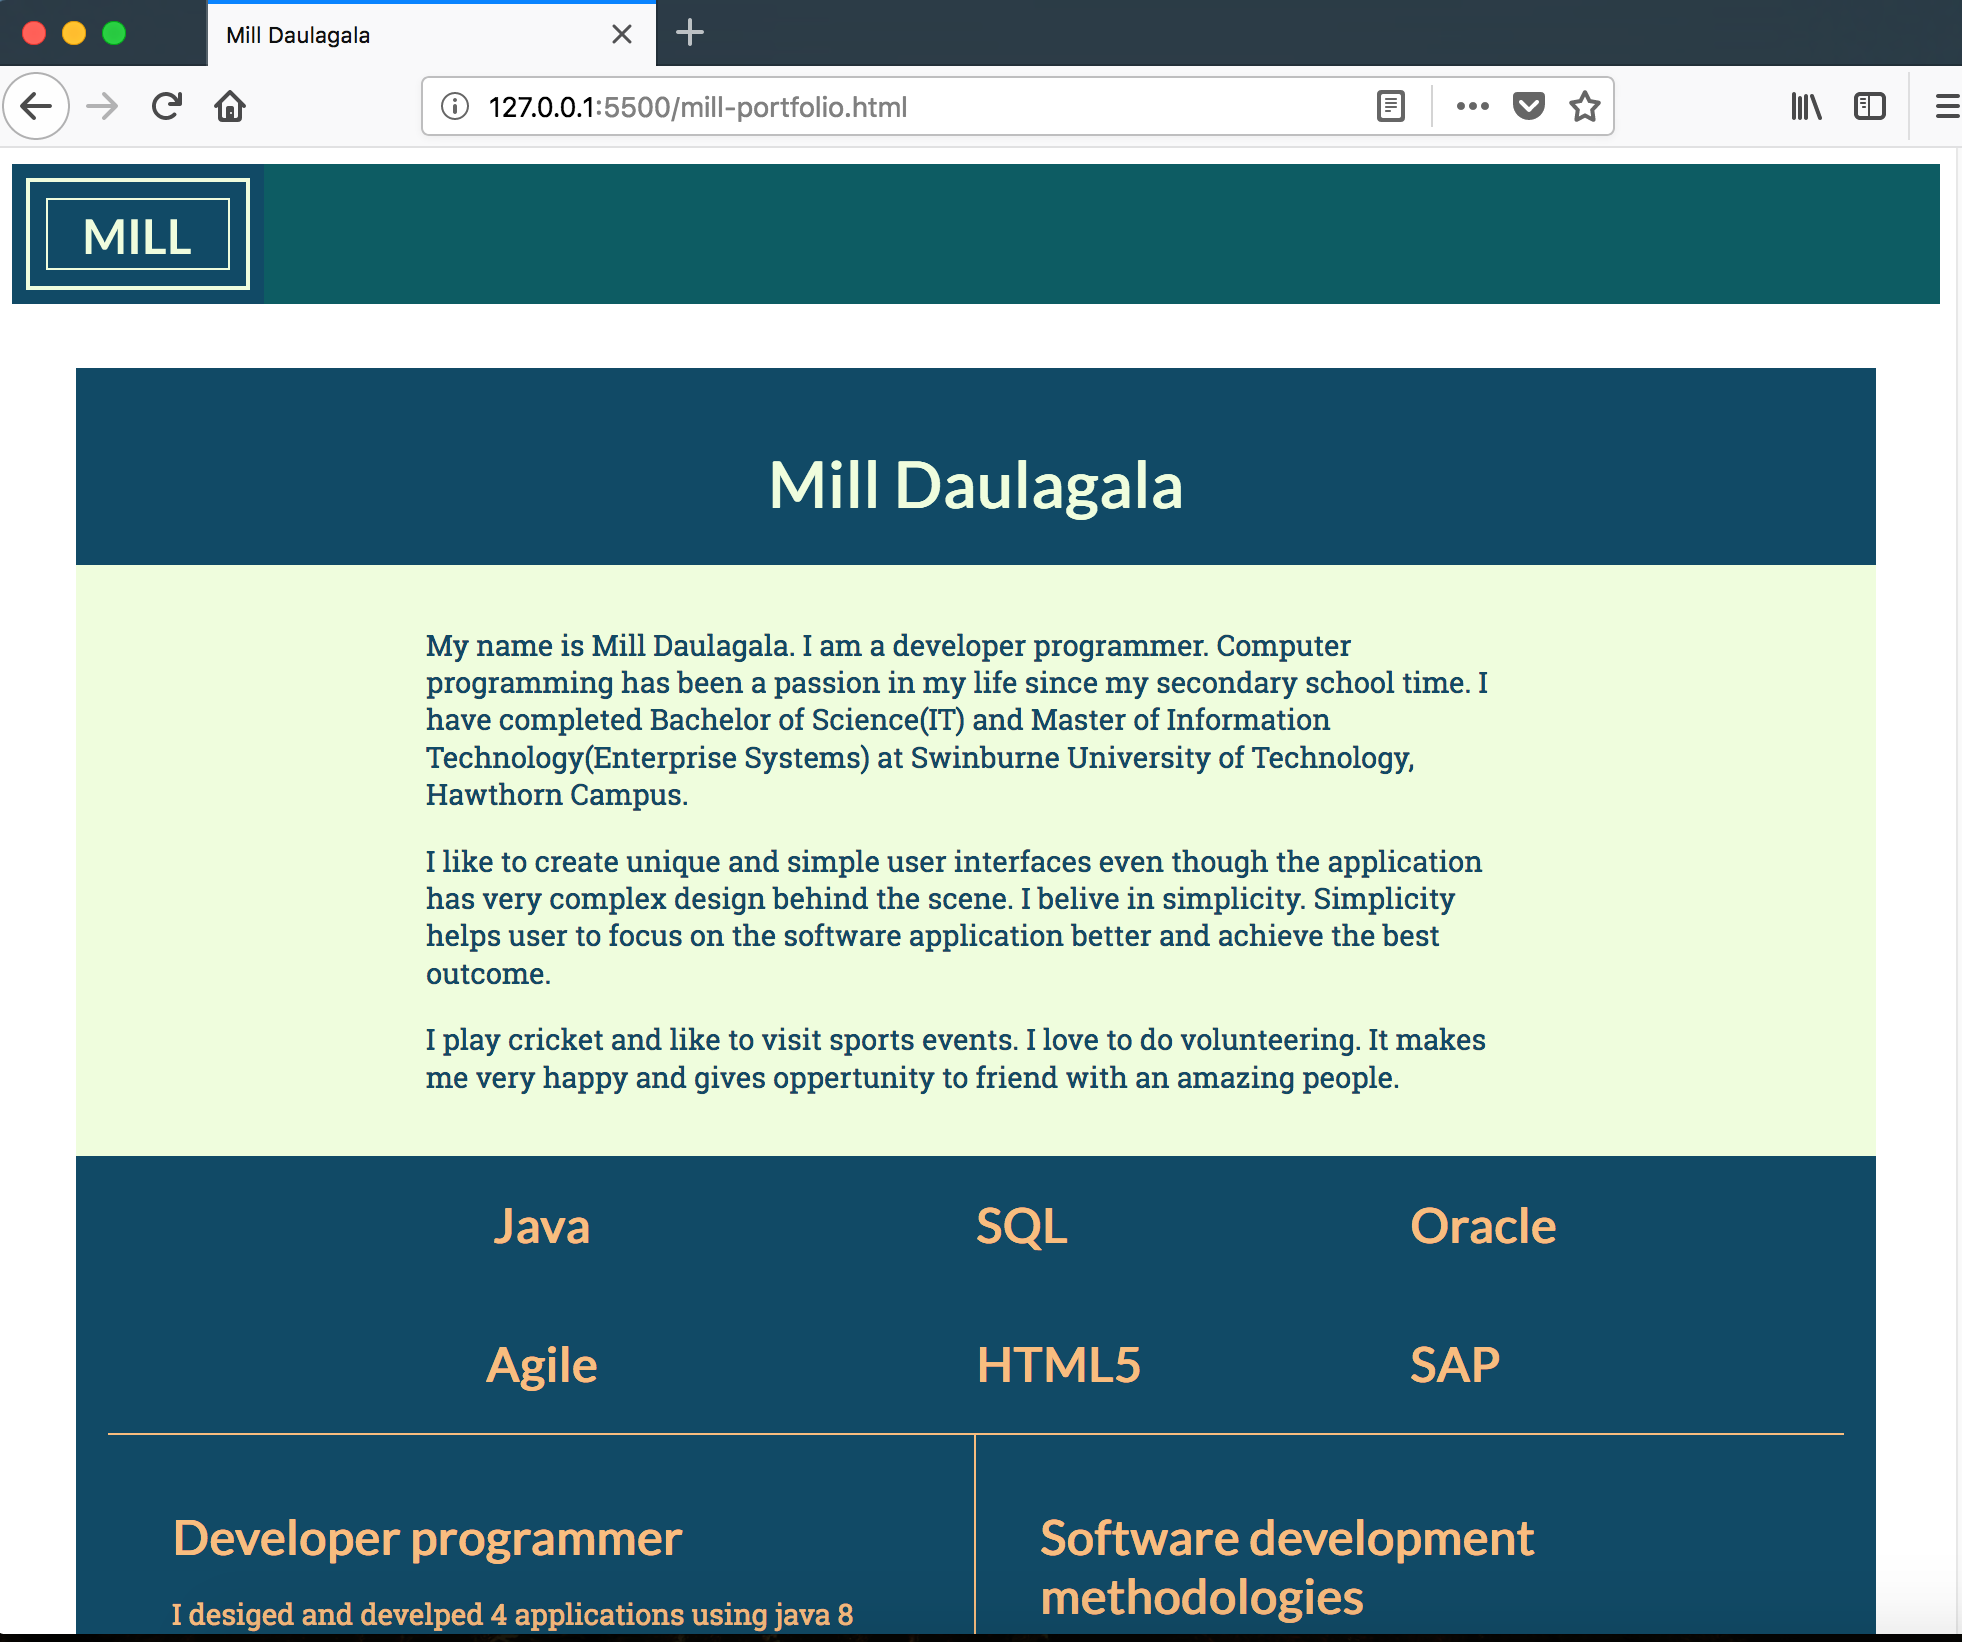 Mill Daulagala
127.0.0.1:5500/mill-portfolio.html
MILL
Mill Daulagala
My name is Mill Daulagala. I am a developer programmer. Computer
programming has been a passion in my life since my secondary school time. I
have completed Bachelor of Science(IT) and Master of Information
Technology(Enterprise Systems) at Swinburne University of Technology,
Hawthorn Campus.
I like to create unique and simple user interfaces even though the application
has very complex design behind the scene. I belive in simplicity. Simplicity
helps user to focus on the software application better and achieve the best
outcome.
I play cricket and like to visit sports events. I love to do volunteering. It makes
me very happy and gives oppertunity to friend with an amazing people.
Java SQL Oracle
Agile HTML5 SAP
Developer programmer
I desiged and develped 4 applications using java 8
Software development
methodologies